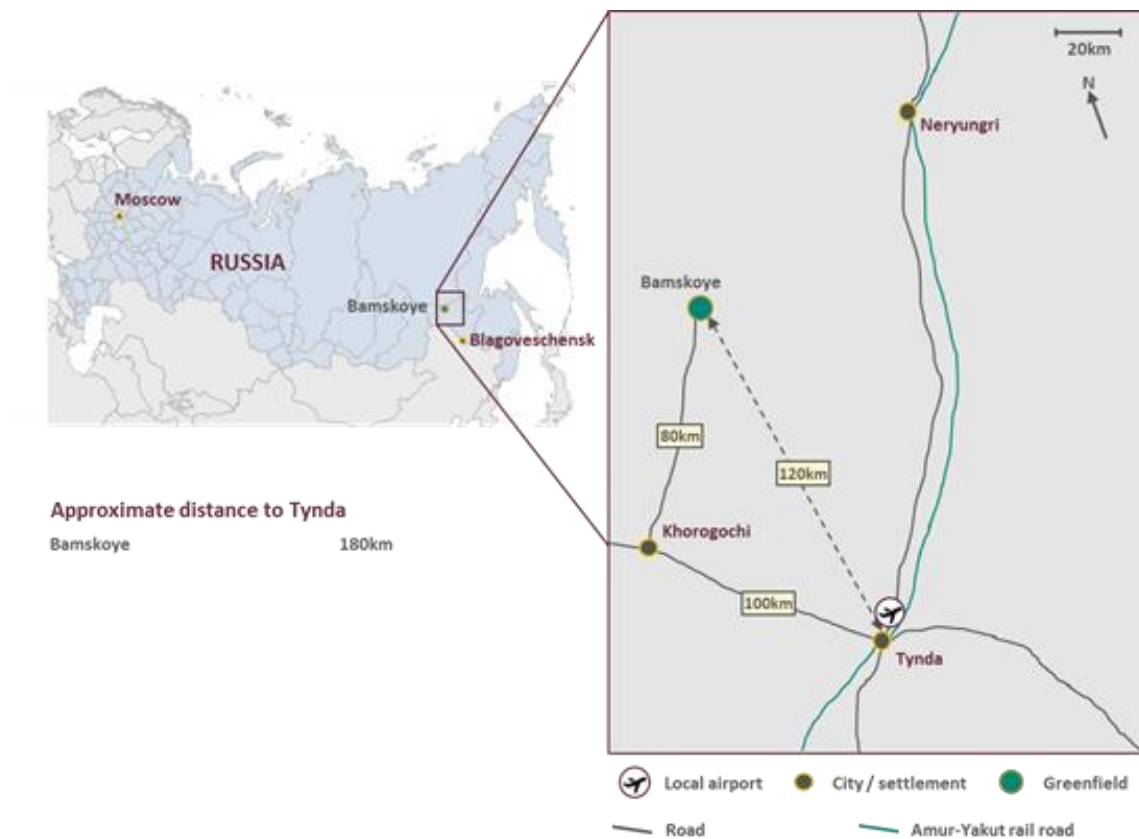 20km
N
Neryungri
Moscow
RUSSIA
Bamskoye
Blagoveschensk
Bamskoye
80km
120km
Khorogochi
100km
Tynda
Approximate distance to Tynda
Bamskoye 180km
Local airport City / settlement Greenfield
Road Amur-Yakut rail road